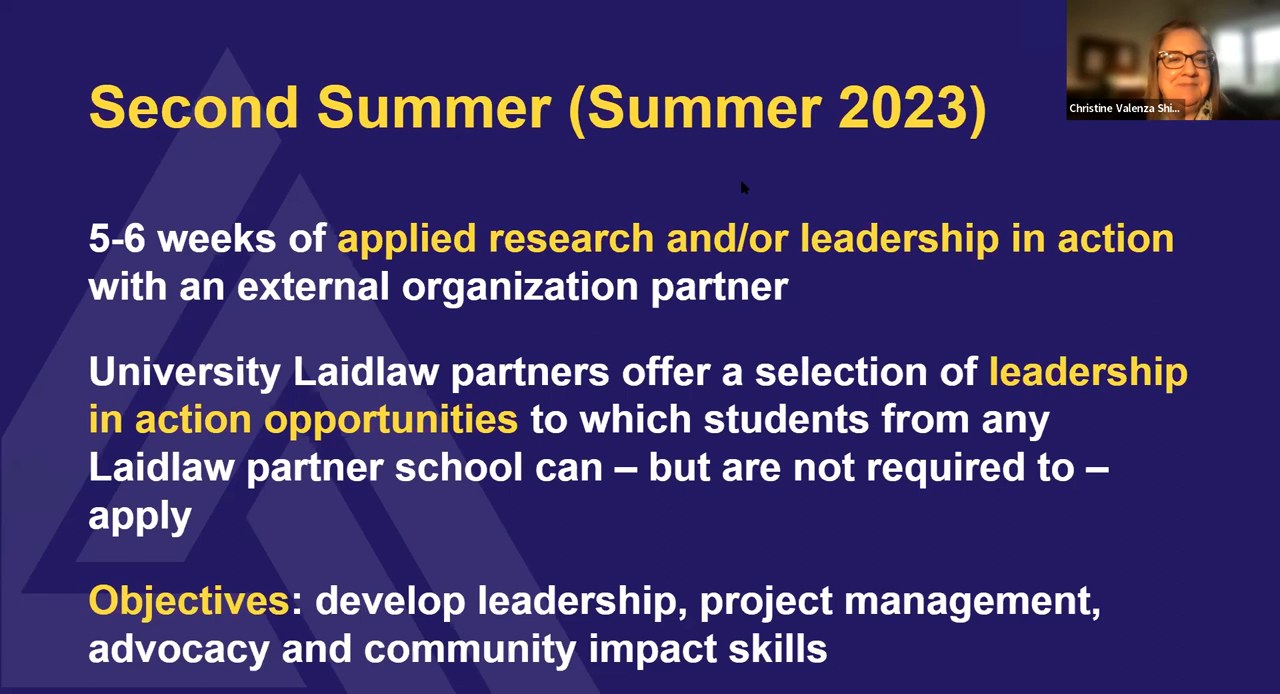 Second Summer (Summer 2023)
Christine Valenza Shi...
5-6 weeks of applied research and/or leadership in action
with an external organization partner
University Laidlaw partners offer a selection of leadership
in action opportunities to which students from any
Laidlaw partner school can – but are not required to –
apply
Objectives: develop leadership, project management,
advocacy and community impact skills